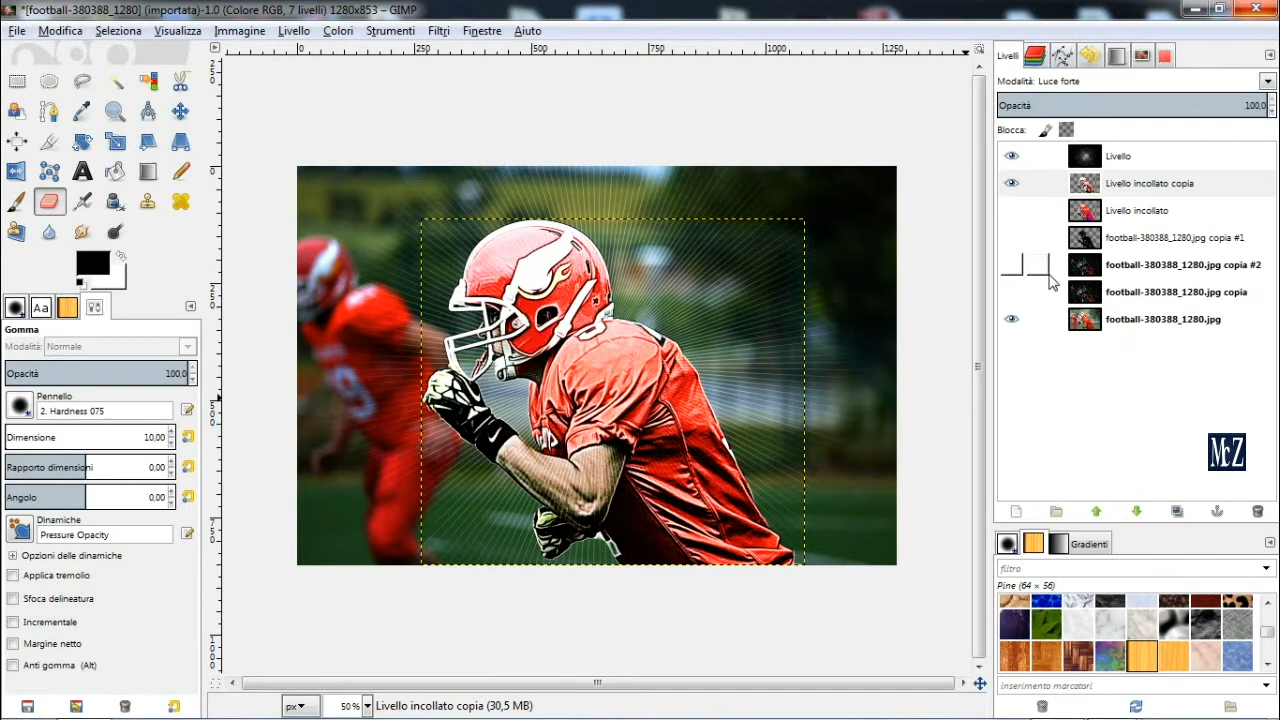 *[football-380388_1280] (importata)-1.0 (Colore RGB, 7 livelli) 1280x853 – GIMP
File Modifica Seleziona Visualizza Immagine Livello Colori Strumenti Filtri Finestre Aiuto
0 250 500 750 1000 1250
Livelli
Modalità: Luce forte
Opacità 100,0
Blocca:
Livello
Livello incollato copia
Livello incollato
football-380388_1280.jpg copia #1
football-380388_1280.jpg copia #2
football-380388_1280.jpg copia
football-380388_1280.jpg
McZ
Gomma
Modalità: Normale
Opacità 100,0
Pennello
2. Hardness 075
Dimensione 10,00
Rapporto dimensioni 0,00
Angolo 0,00
Dinamiche
Pressure Opacity
Opzioni delle dinamiche
Applica tremolio
Sfoca delineatura
Incrementale
Margine netto
Anti gomma (Alt)
Gradienti
filtro
Pine (64 × 56)
inserimento marcatori
px 50% Livello incollato copia (30,5 MB)